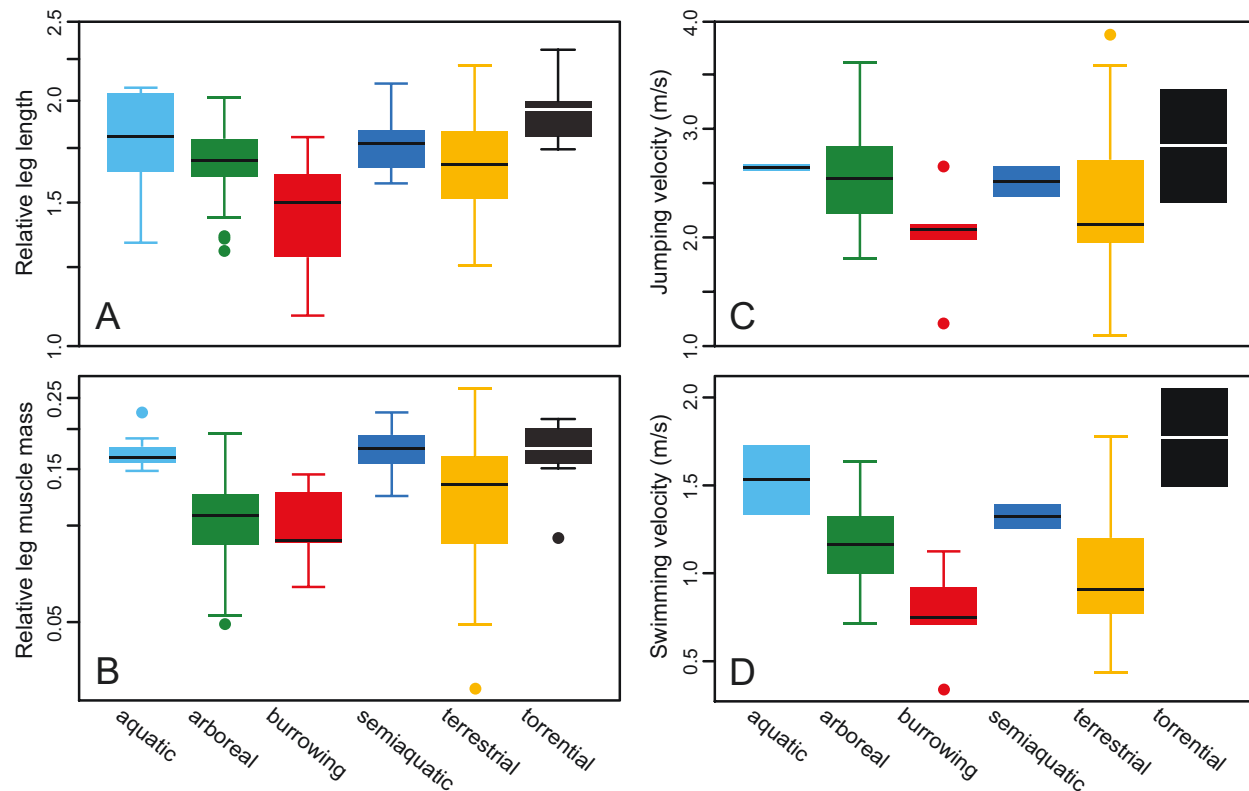 Relative leg length
2.5
2.0
1.5
1.0
A
Relative leg muscle mass
0.25
0.15
0.05
B
aquatic
arboreal
burrowing
semiaquatic
terrestrial
torrential
Jumping velocity (m/s)
4.0
3.0
2.0
1.0
C
Swimming velocity (m/s)
2.0
1.5
1.0
0.5
D
aquatic
arboreal
burrowing
semiaquatic
terrestrial
torrential